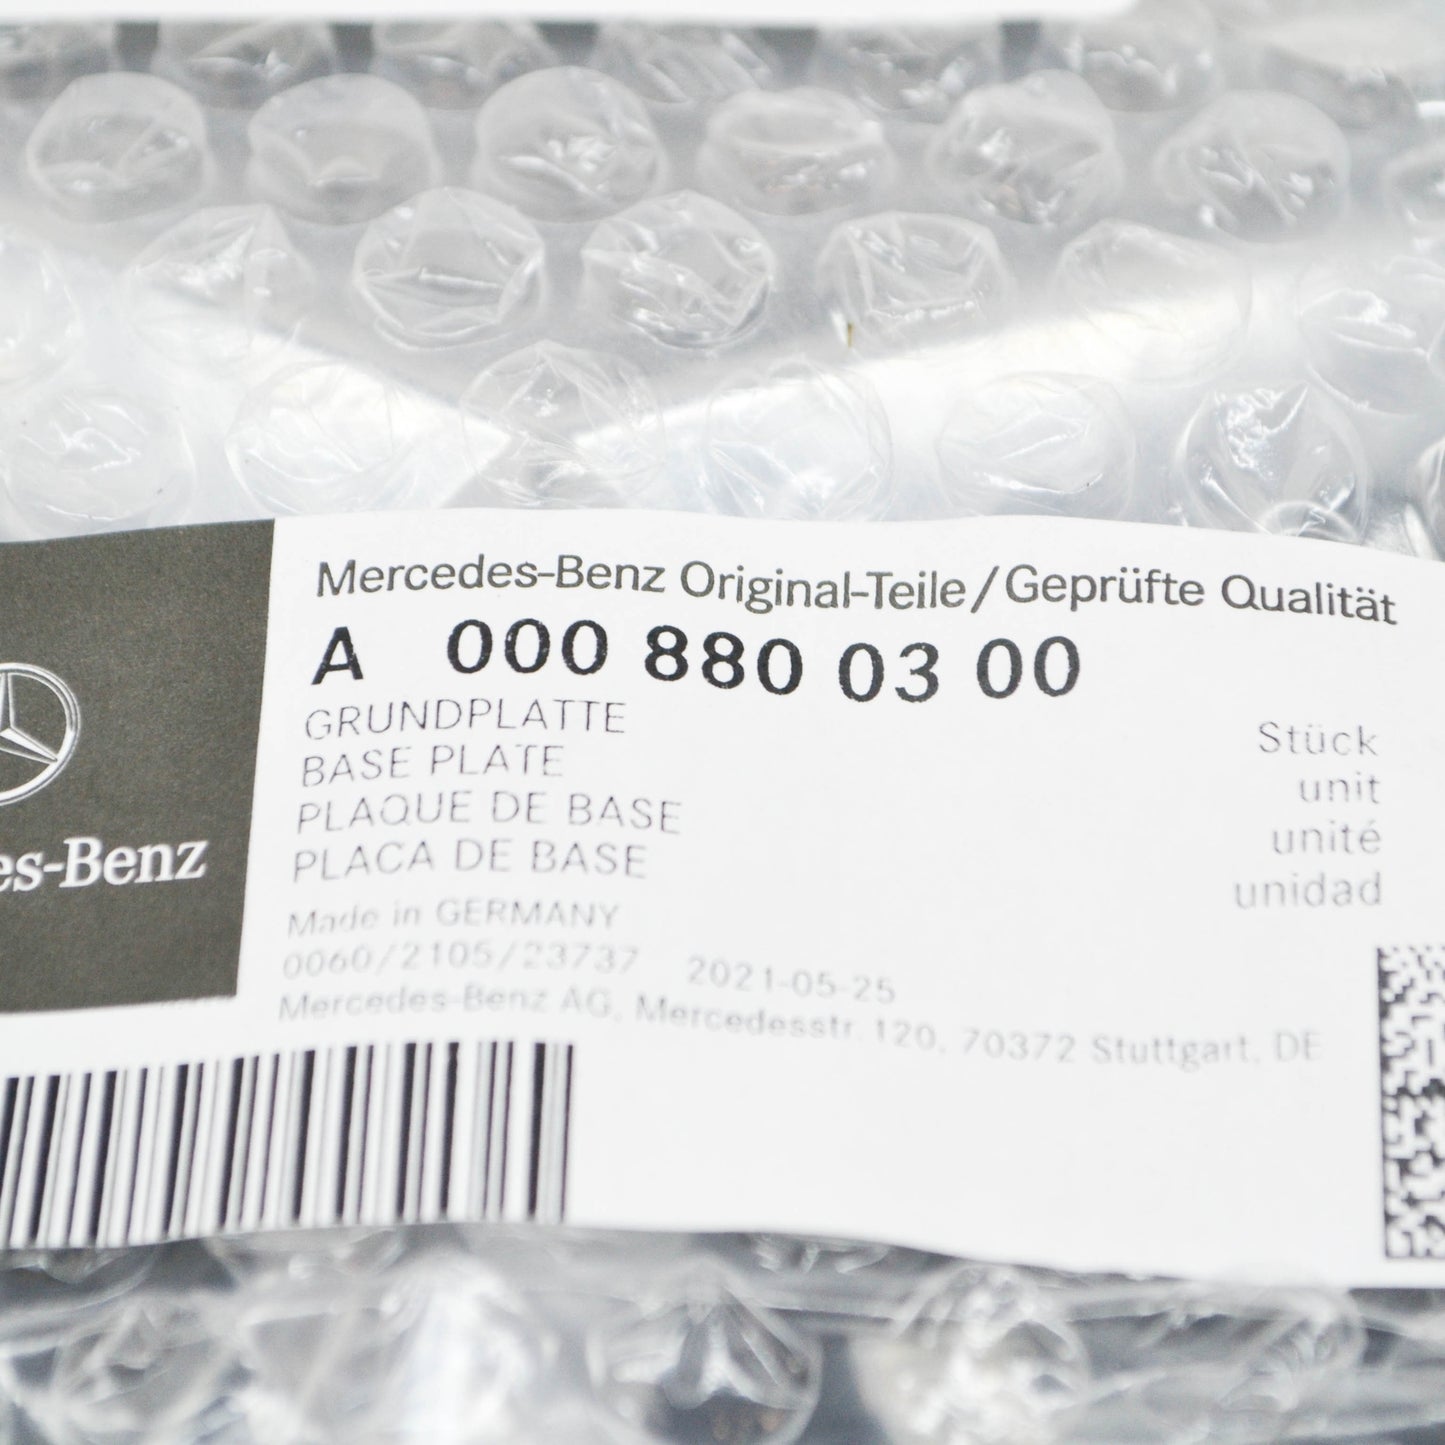 Mercedes-Benz Original-Teile/Geprüfte Qualität
A 000 880 03 00
GRUNDPLATTE
BASE PLATE
PLAQUE DE BASE
PLACA DE BASE
Stück
unit
unité
unidad
Made in GERMANY
0060/2105/23737 2021-05-25
Mercedes-Benz AG, Mercedesstr. 120, 70372 Stuttgart, DE
es-Benz